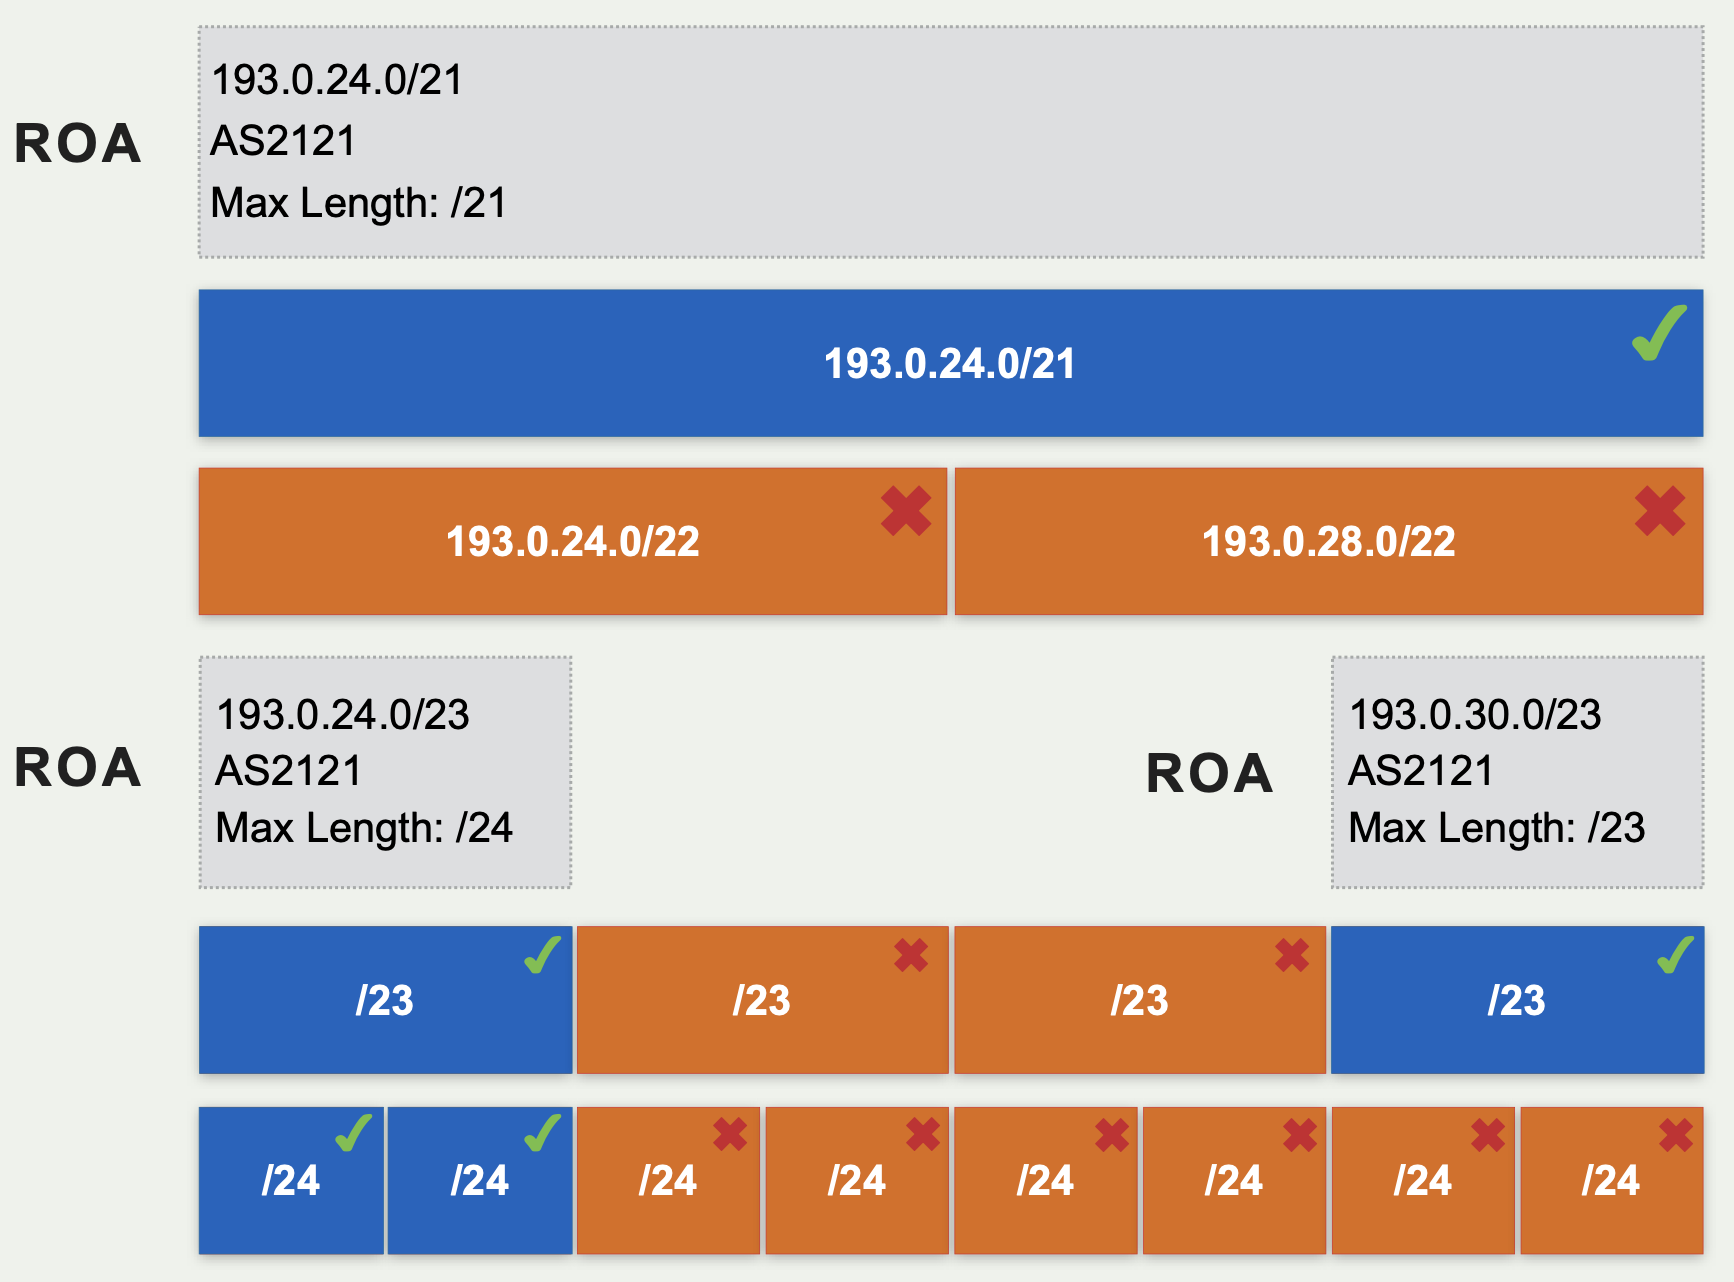 ROA
193.0.24.0/21
AS2121
Max Length: /21
193.0.24.0/21
193.0.24.0/22
193.0.28.0/22
ROA
193.0.24.0/23
AS2121
Max Length: /24
ROA
193.0.30.0/23
AS2121
Max Length: /23
/23
/23
/23
/23
/24
/24
/24
/24
/24
/24
/24
/24